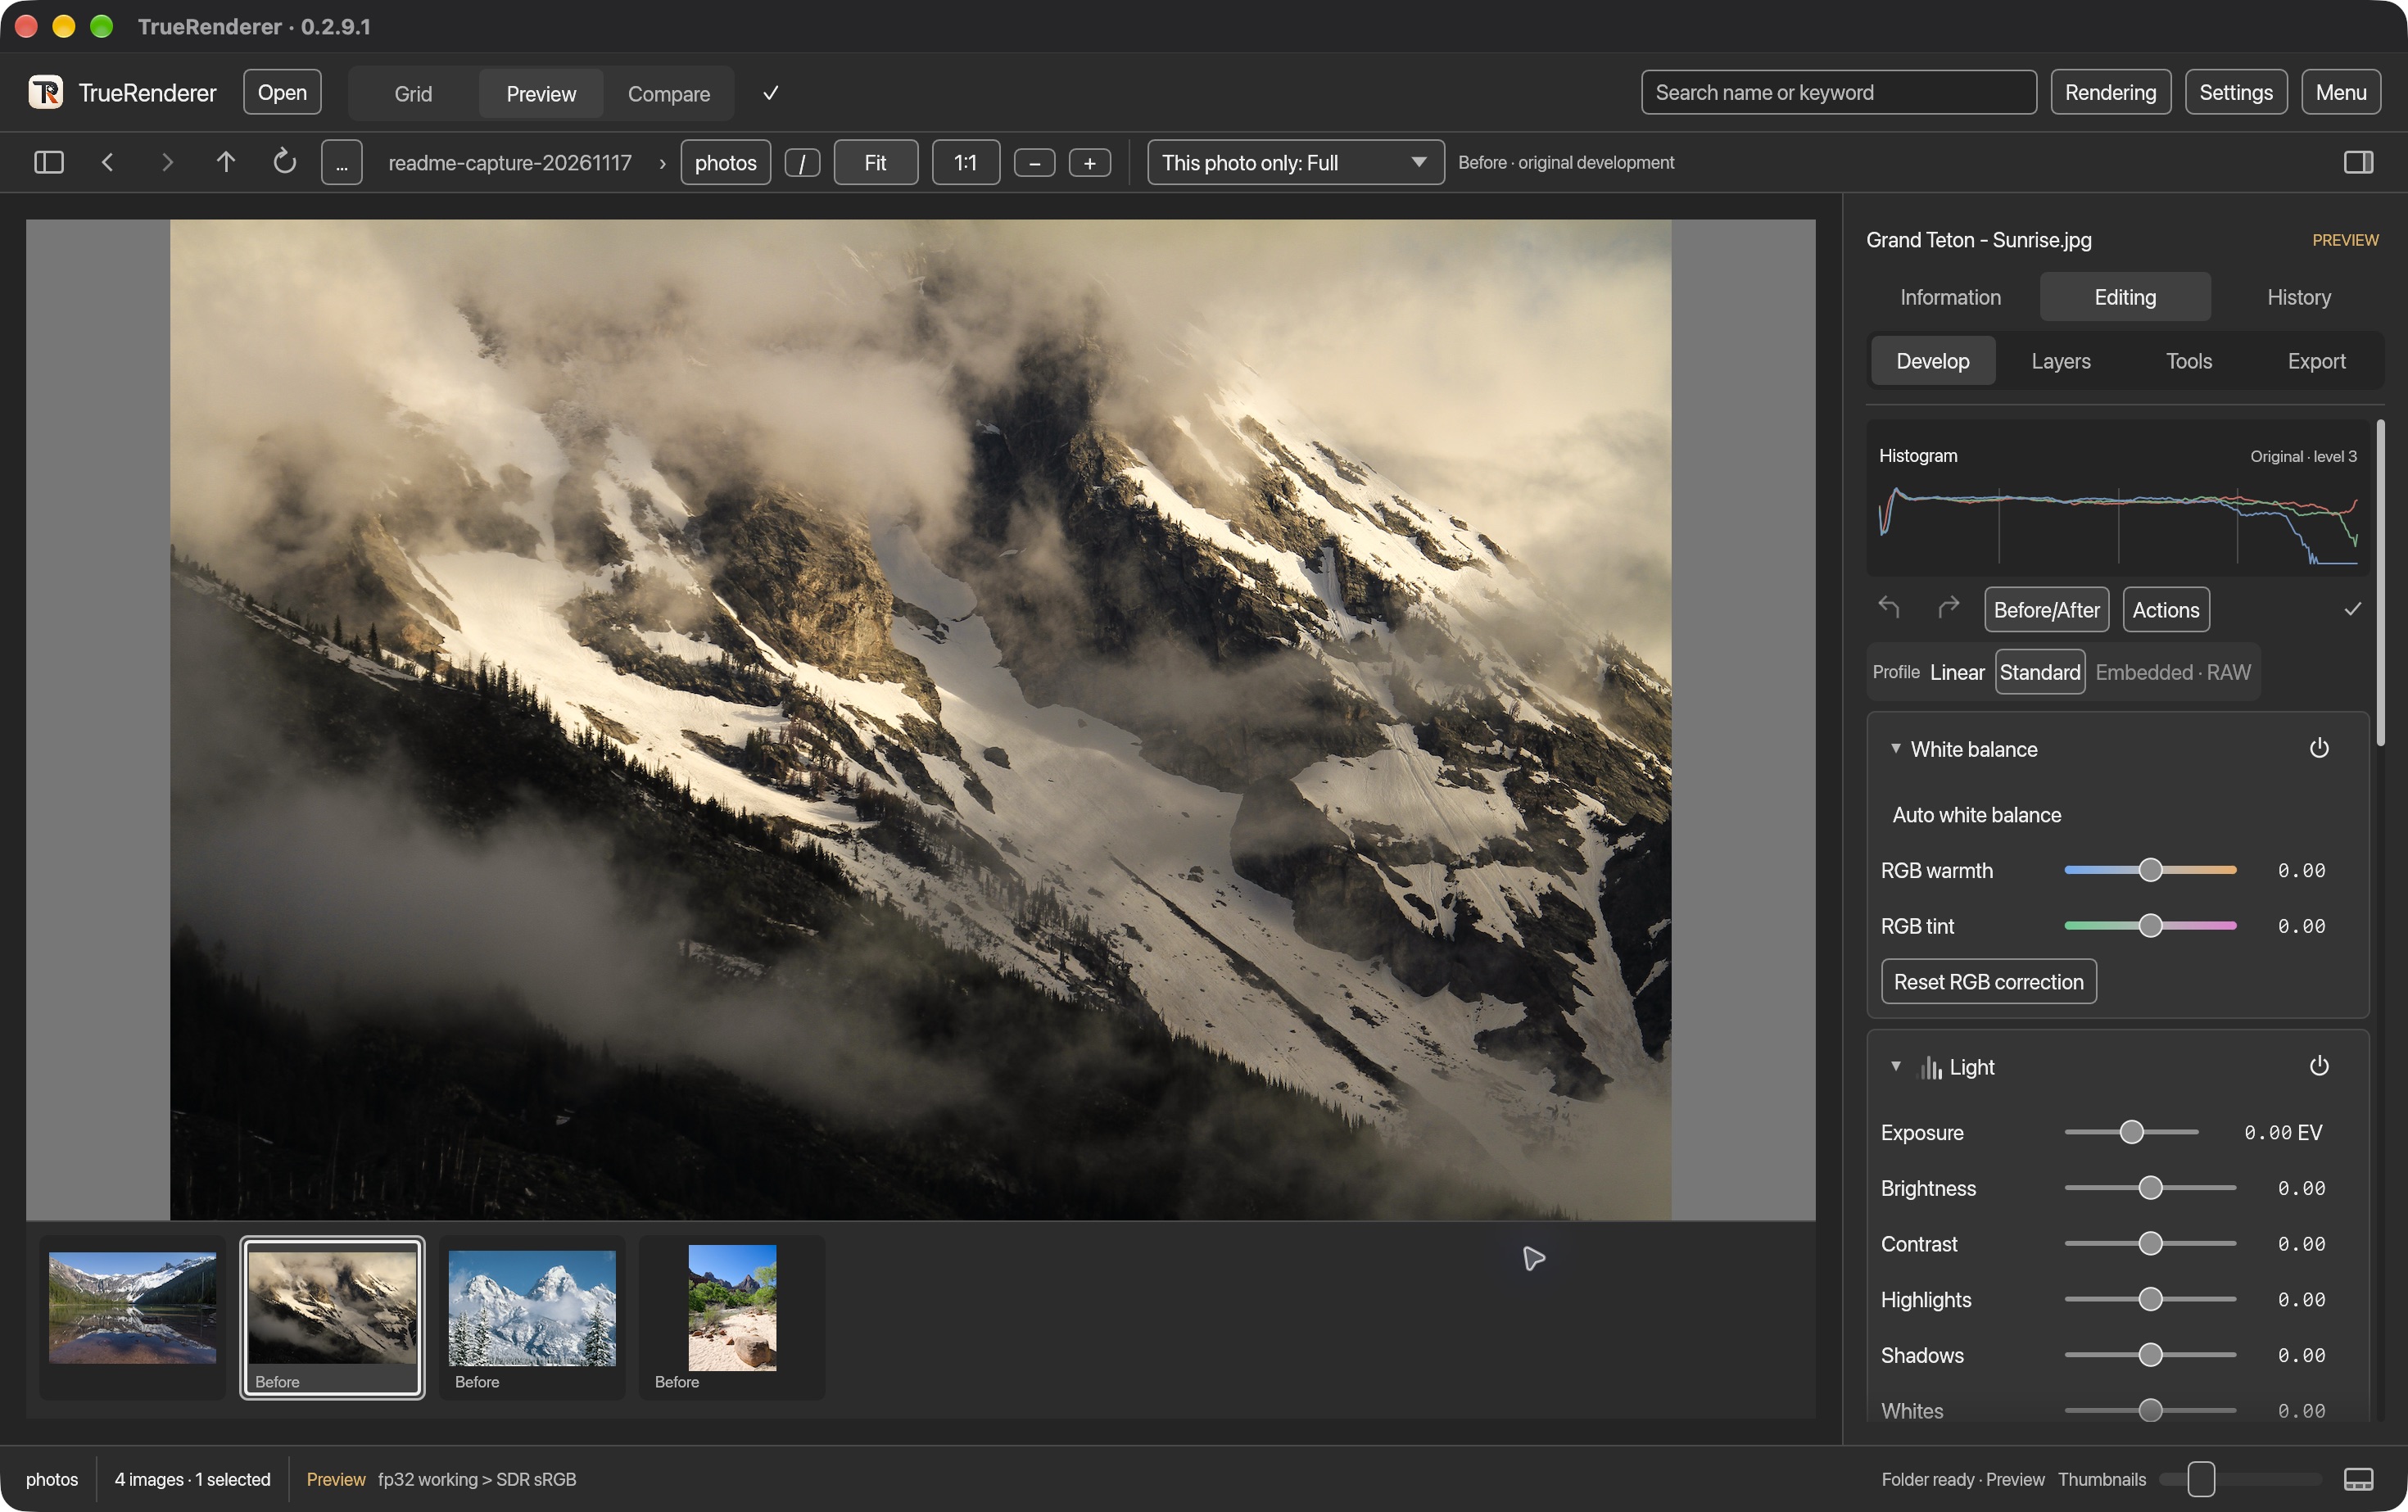 TrueRenderer · 0.2.9.1
TrueRenderer Open Grid Preview Compare Search name or keyword Rendering Settings Menu
... readme-capture-20261117 › photos / Fit 1:1 − + This photo only: Full Before · original development
Grand Teton - Sunrise.jpg PREVIEW
Information Editing History
Develop Layers Tools Export
Histogram Original · level 3
Before/After Actions
Profile Linear Standard Embedded · RAW
White balance
Auto white balance
RGB warmth 0.00
RGB tint 0.00
Reset RGB correction
Light
Exposure 0.00 EV
Brightness 0.00
Contrast 0.00
Highlights 0.00
Shadows 0.00
Whites 0.00
Before Before Before
photos 4 images · 1 selected Preview fp32 working > SDR sRGB Folder ready · Preview Thumbnails